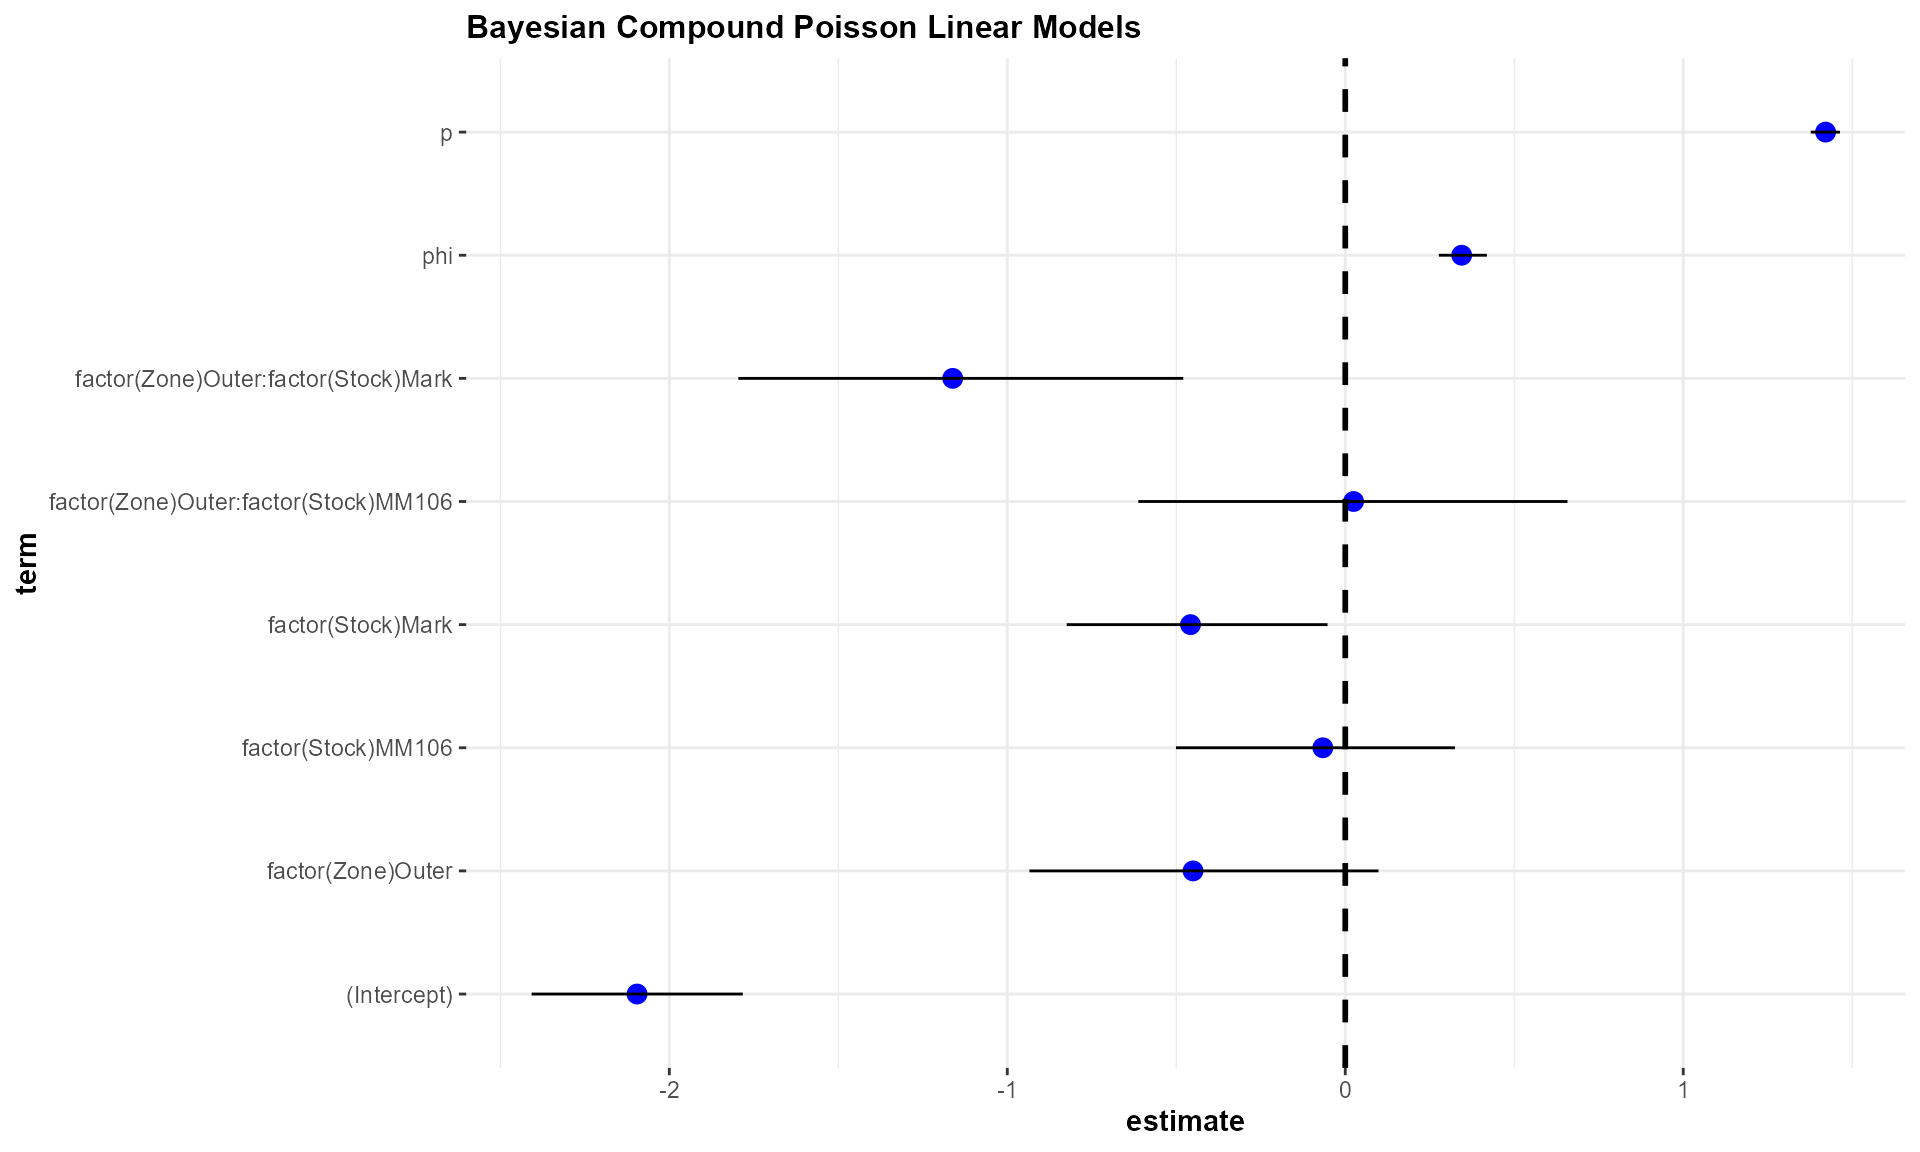 Bayesian Compound Poisson Linear Models
p
phi
factor(Zone)Outer:factor(Stock)Mark
factor(Zone)Outer:factor(Stock)MM106
factor(Stock)Mark
factor(Stock)MM106
factor(Zone)Outer
(Intercept)
term
-2 -1 0 1
estimate